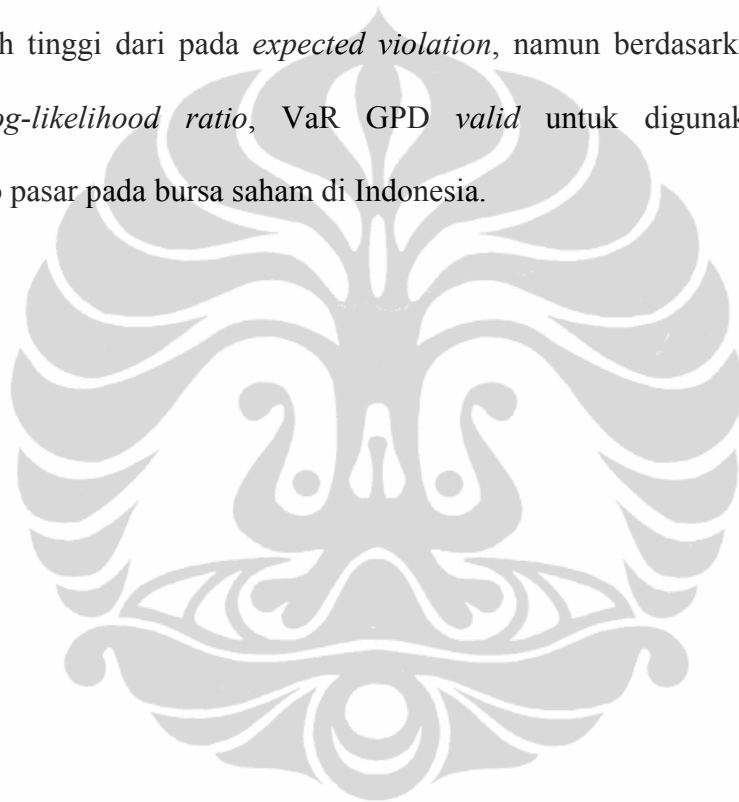 h tinggi dari pada expected violation, namun berdasark
og-likelihood ratio, VaR GPD valid untuk digunak
pasar pada bursa saham di Indonesia.